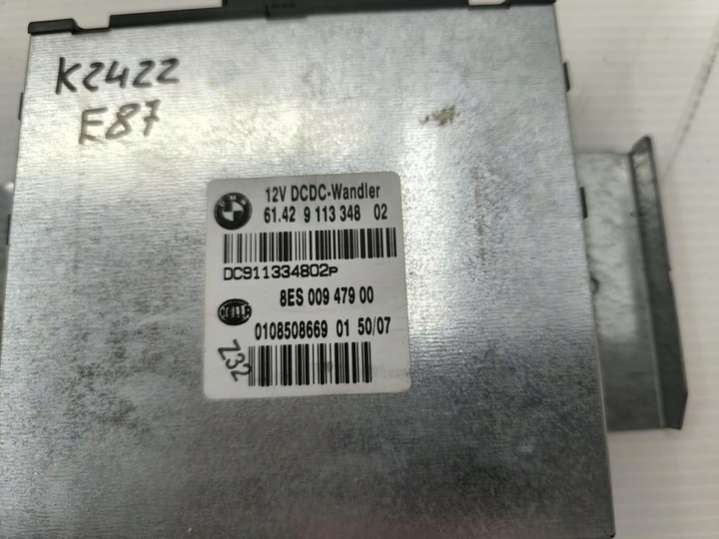 K2422
E87
12V DCDC-Wandler
61.42 9 113 348 02
DC911334802P
8ES 009 479 00
0108508669 01 50/07
Z32